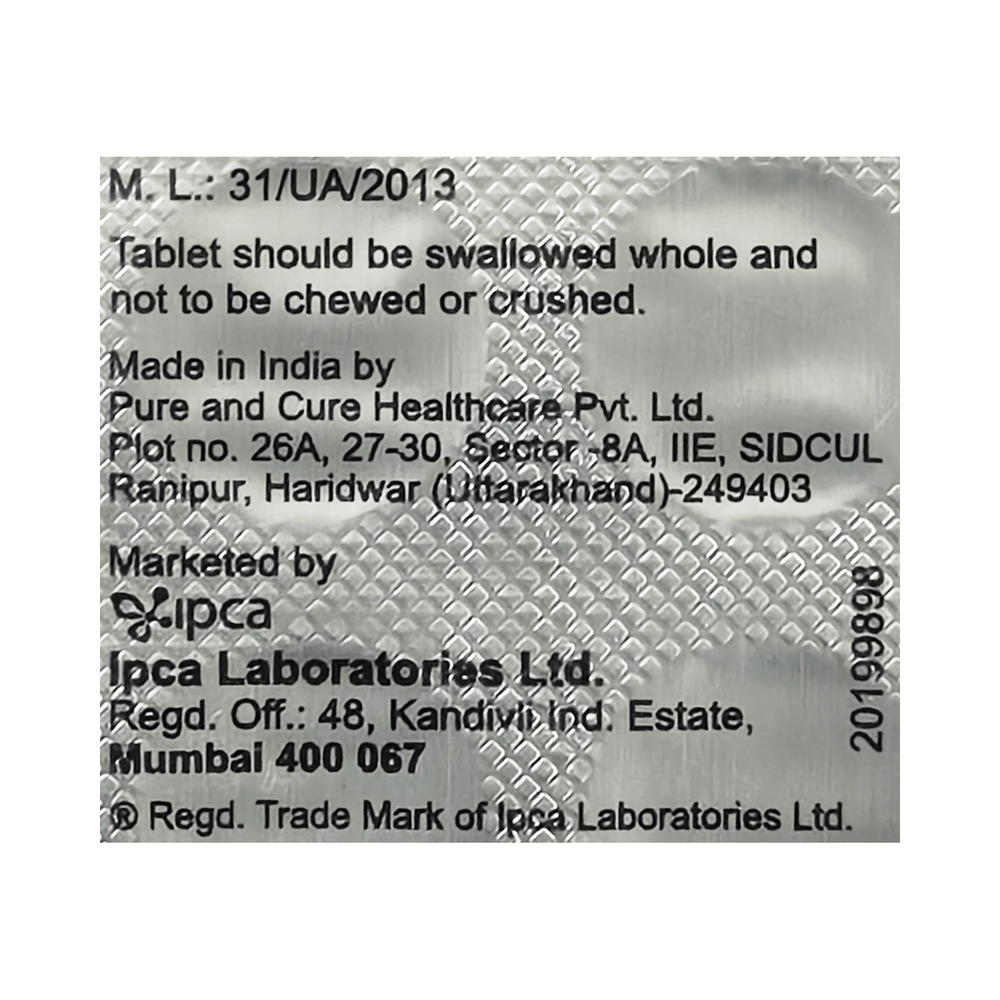 M. L.: 31/UA/2013
Tablet should be swallowed whole and
not to be chewed or crushed.
Made in India by
Pure and Cure Healthcare Pvt. Ltd.
Plot no. 26A, 27-30, Sector -8A, IIE, SIDCUL
Ranipur, Haridwar (Uttarakhand)-249403
Marketed by
ipca
Ipca Laboratories Ltd.
Regd. Off.: 48, Kandivli Ind. Estate,
Mumbai 400 067
® Regd. Trade Mark of Ipca Laboratories Ltd.
20199898